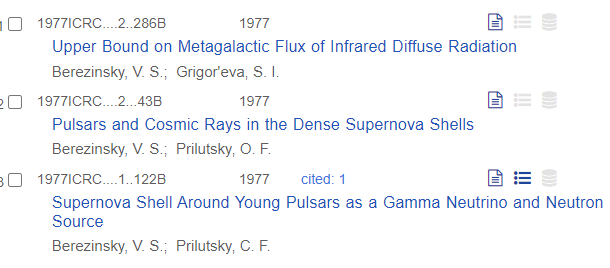 1 1977ICRC....2..286B 1977
Upper Bound on Metagalactic Flux of Infrared Diffuse Radiation
Berezinsky, V. S.; Grigor'eva, S. I.
2 1977ICRC....2...43B 1977
Pulsars and Cosmic Rays in the Dense Supernova Shells
Berezinsky, V. S.; Prilutsky, O. F.
3 1977ICRC....1..122B 1977 cited: 1
Supernova Shell Around Young Pulsars as a Gamma Neutrino and Neutron
Source
Berezinsky, V. S.; Prilutsky, C. F.